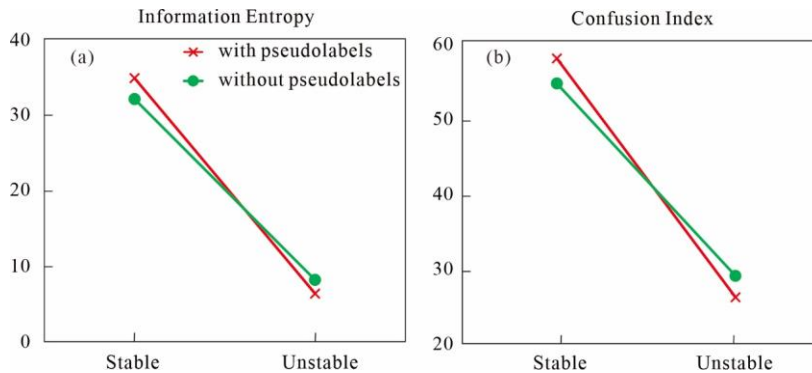 Information Entropy
(a)
with pseudolabels
without pseudolabels
40
30
20
10
0
Stable
Unstable
Confusion Index
(b)
60
50
40
30
20
Stable
Unstable